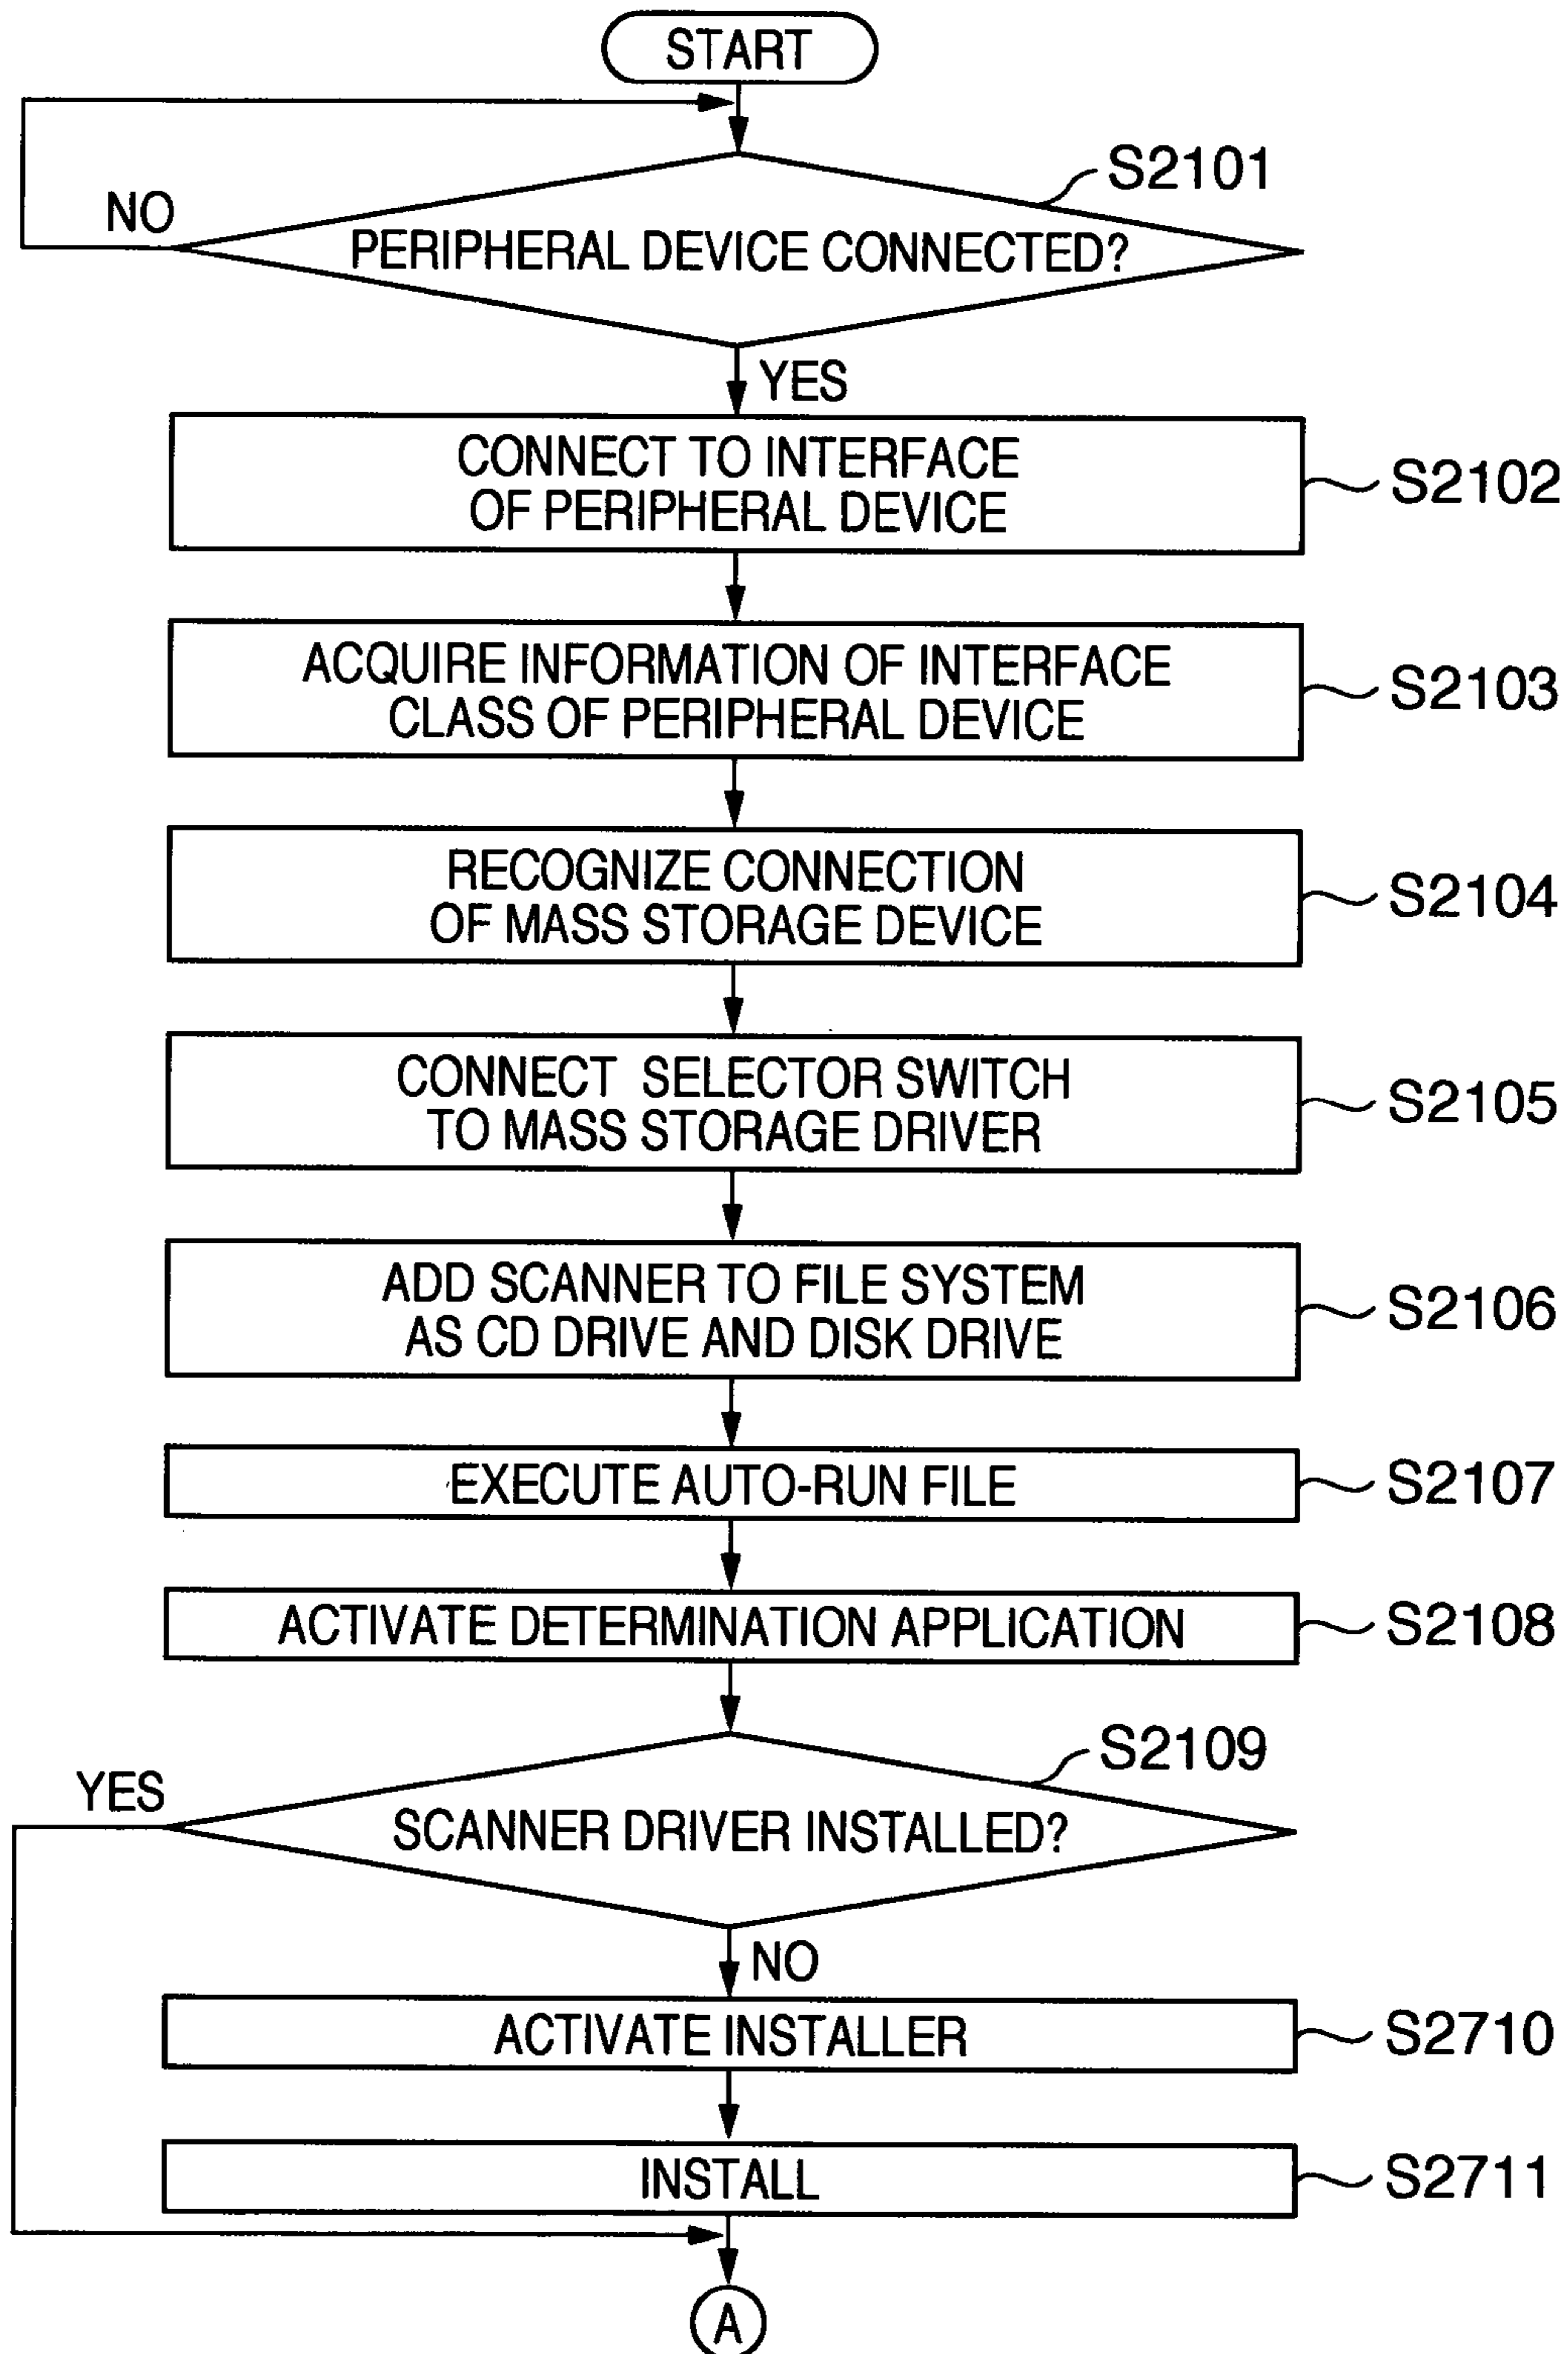 START
S2101
NO
PERIPHERAL DEVICE CONNECTED?
YES
CONNECT TO INTERFACE
OF PERIPHERAL DEVICE
S2102
ACQUIRE INFORMATION OF INTERFACE
CLASS OF PERIPHERAL DEVICE
S2103
RECOGNIZE CONNECTION
OF MASS STORAGE DEVICE
S2104
CONNECT SELECTOR SWITCH
TO MASS STORAGE DRIVER
S2105
ADD SCANNER TO FILE SYSTEM
AS CD DRIVE AND DISK DRIVE
S2106
EXECUTE AUTO-RUN FILE
S2107
ACTIVATE DETERMINATION APPLICATION
S2108
S2109
YES
SCANNER DRIVER INSTALLED?
NO
ACTIVATE INSTALLER
S2710
INSTALL
S2711
A